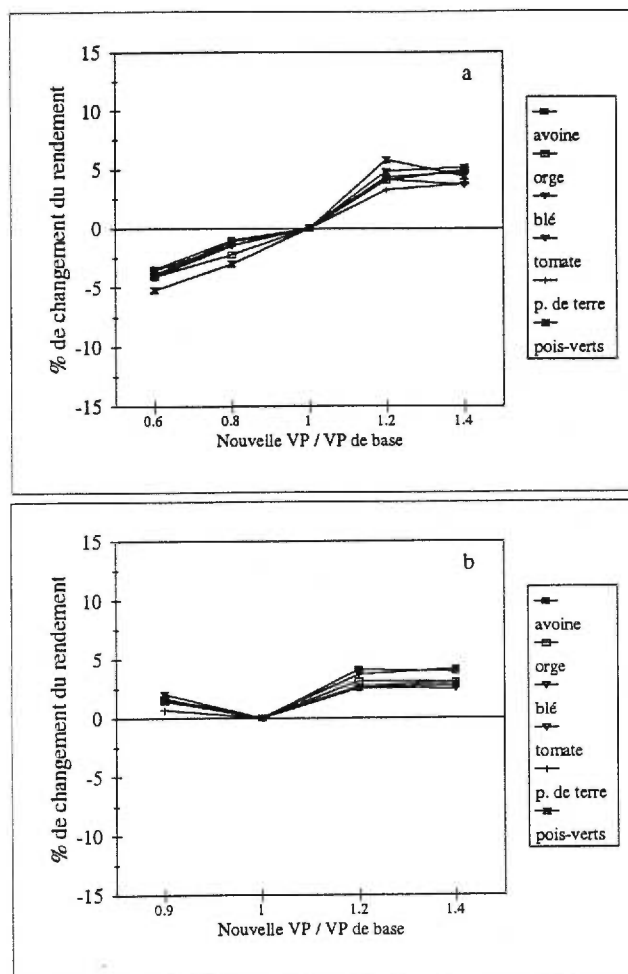 a
15
10
5
0
-5
-10
-15
% de changement du rendement
0.6 0.8 1 1.2 1.4
Nouvelle VP / VP de base
avoine
orge
blé
tomate
p. de terre
pois-verts
b
15
10
5
0
-5
-10
-15
% de changement du rendement
0.9 1 1.2 1.4
Nouvelle VP / VP de base
avoine
orge
blé
tomate
p. de terre
pois-verts